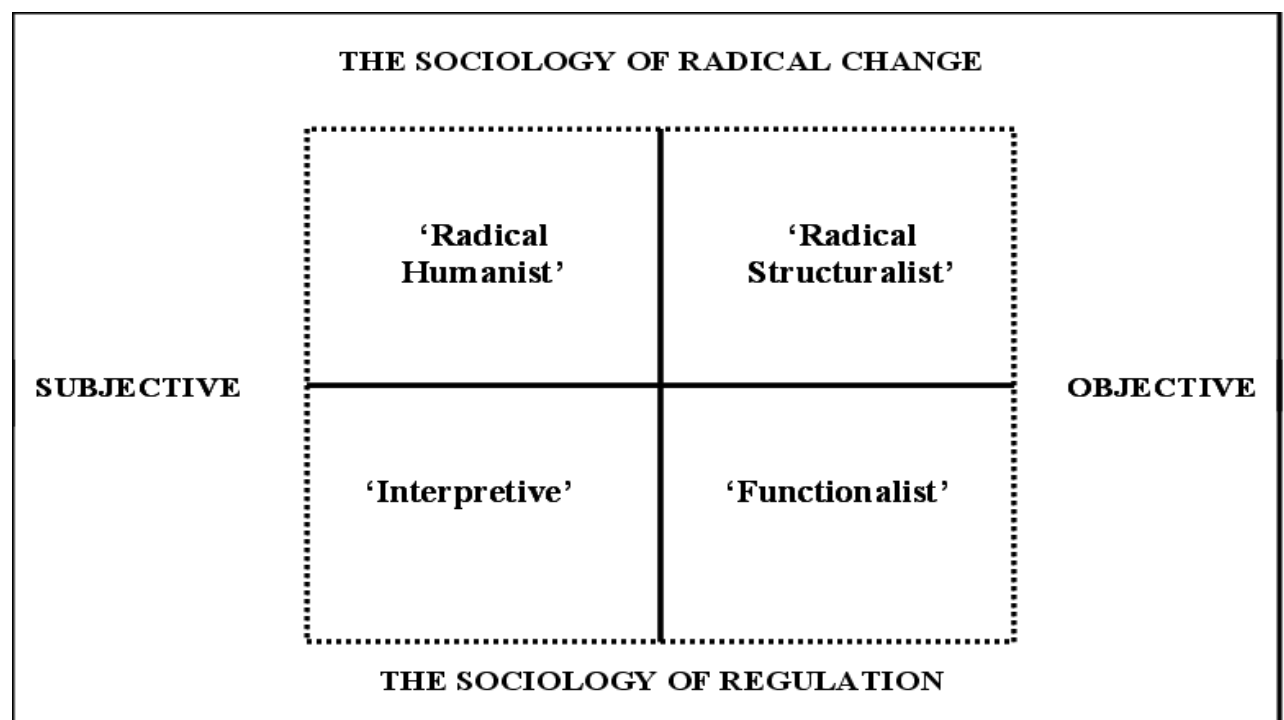 THE SOCIOLOGY OF RADICAL CHANGE
‘Radical
Humanist’
‘Radical
Structuralist’
SUBJECTIVE
OBJECTIVE
‘Interpretive’
‘Functionalist’
THE SOCIOLOGY OF REGULATION